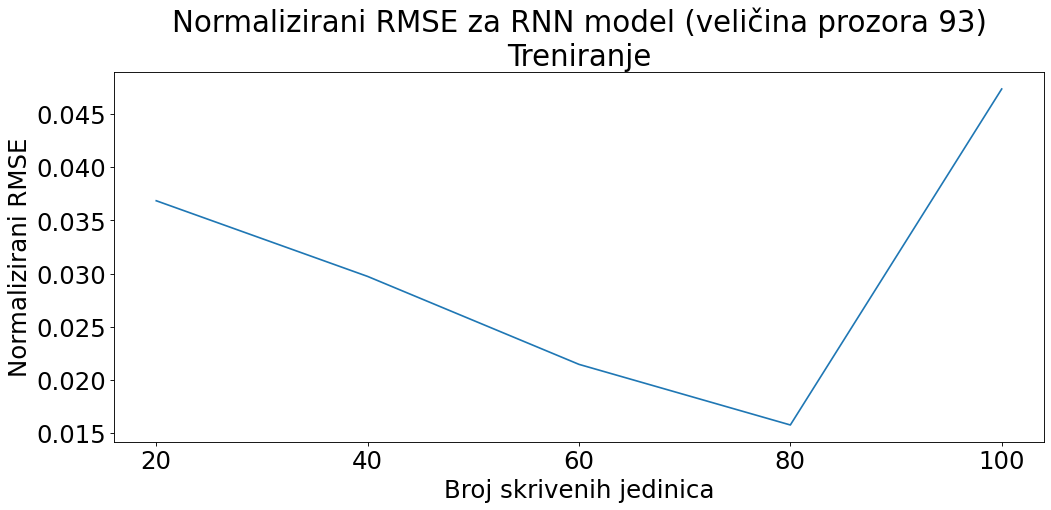 Normalizirani RMSE za RNN model (veličina prozora 93)
Treniranje
Normalizirani RMSE
0.045
0.040
0.035
0.030
0.025
0.020
0.015
20 40 60 80 100
Broj skrivenih jedinica